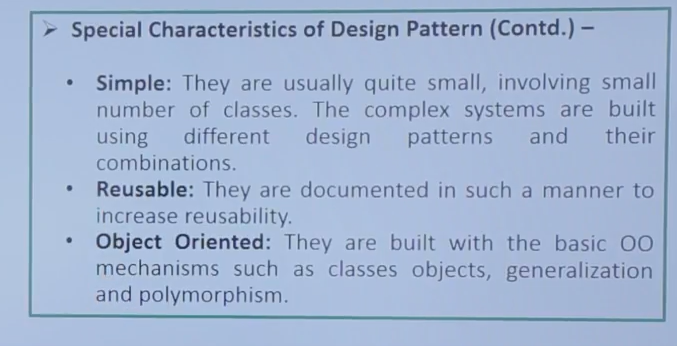 ➢ Special Characteristics of Design Pattern (Contd.) –
• Simple: They are usually quite small, involving small
number of classes. The complex systems are built
using different design patterns and their
combinations.
• Reusable: They are documented in such a manner to
increase reusability.
• Object Oriented: They are built with the basic OO
mechanisms such as classes objects, generalization
and polymorphism.